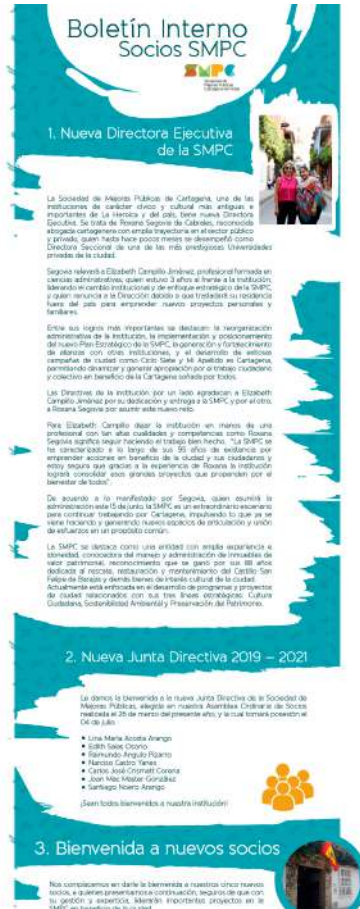 Boletín Interno
Socios SMPC
SMPC
1. Nueva Directora Ejecutiva
de la SMPC
La Sociedad de Mejoras Públicas de Cartagena, una de las
instituciones de carácter cívico y cultural más antiguas e
importantes de La Heroica y del país, tiene nueva Directora
Ejecutiva. Se trata de Roxana Segovia de Cabrales, reconocida
abogada cartagenera con amplia trayectoria en el sector público
y privado, quien hasta hace pocos meses se desempeñó como
Directora Seccional de una de las más prestigiosas Universidades
privadas de la ciudad.
Segovia relevará a Elizabeth Campillo Jiménez, profesional formada en
ciencias administrativas, quien estuvo 3 años al frente a la institución,
liderando el cambio institucional y de enfoque estratégico de la SMPC,
y quien renuncia a la Dirección debido a que trasladará su residencia
fuera del país para emprender nuevos proyectos personales y
familiares.
Entre sus logros más importantes se destacan: la reorganización
administrativa de la Institución, la implementación y posicionamiento
del nuevo Plan Estratégico de la SMPC, la generación y fortalecimiento
de alianzas con otras instituciones, y el desarrollo de exitosas
campañas de ciudad como Ciclo Siete y Mi Apellido es Cartagena,
permitiendo dinamizar y generar apropiación por el trabajo ciudadano
y colectivo en beneficio de la Cartagena soñada por todos.
Las Directivas de la institución por un lado agradecen a Elizabeth
Campillo Jiménez por su dedicación y entrega a la SMPC, y por el otro,
a Roxana Segovia por asumir este nuevo reto.
Para Elizabeth Campillo dejar la institución en manos de una
profesional con tan altas cualidades y competencias como Roxana
Segovia significa seguir haciendo el trabajo bien hecho. "La SMPC se
ha caracterizado a lo largo de sus 95 años de existencia por
emprender acciones en beneficio de la ciudad y sus ciudadanos y
estoy segura que gracias a la experiencia de Roxana la institución
logrará consolidar esos grandes proyectos que propenden por el
bienestar de todos".
De acuerdo a lo manifestado por Segovia, quien asumirá la
administración este 15 de junio, la SMPC es un extraordinario escenario
para continuar trabajando por Cartagena, impulsando lo que ya se
viene haciendo y generando nuevos espacios de articulación y unión
de esfuerzos en un propósito común.
La SMPC se destaca como una entidad con amplia experiencia e
idoneidad, conocedora del manejo y administración de inmuebles de
valor patrimonial, reconocimiento que se ganó por sus 88 años
dedicada al rescate, restauración y mantenimiento del Castillo San
Felipe de Barajas y demás bienes de interés cultural de la ciudad.
Actualmente está enfocada en el desarrollo de programas y proyectos
de ciudad relacionados con sus tres líneas estratégicas: Cultura
Ciudadana, Sostenibilidad Ambiental y Preservación del Patrimonio.
2. Nueva Junta Directiva 2019 – 2021
Le damos la bienvenida a la nueva Junta Directiva de la Sociedad de
Mejoras Públicas, elegida en nuestra Asamblea Ordinaria de Socios
realizada el 28 de marzo del presente año, y la cual tomará posesión el
04 de julio.
• Lina María Acosta Arango
• Edith Salas Osorio
• Raimundo Angulo Pizarro
• Narciso Castro Yanes
• Carlos José Crismatt Corena
• Joan Mac Master González
• Santiago Noero Arango
¡Sean todos bienvenidos a nuestra institución!
3. Bienvenida a nuevos socios
Nos complacemos en darle la bienvenida a nuestros cinco nuevos
socios, a quienes presentamos a continuación, seguros de que con
su gestión y experticia, liderarán importantes proyectos en la
SMPC en beneficio de la ciudad.